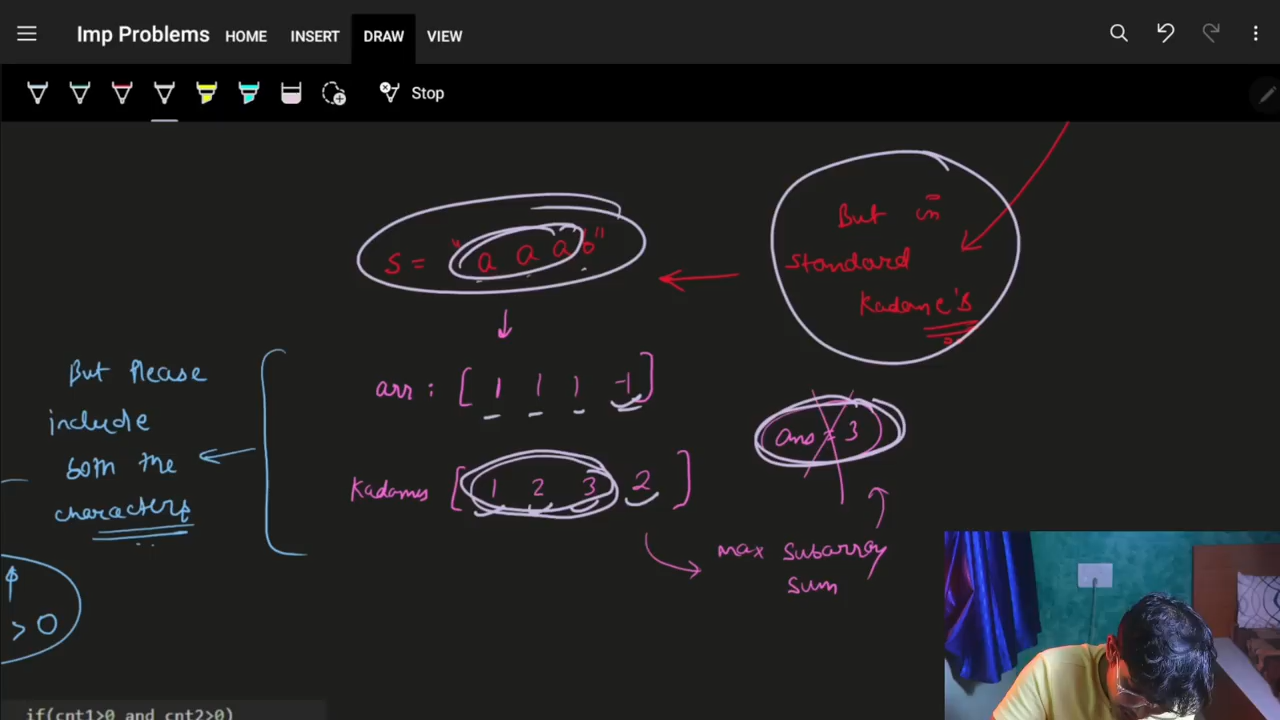 Imp Problems HOME INSERT DRAW VIEW
Stop
But in
standard
Kadane's
s = "a a a b"
arr : [ 1 1 1 -1 ]
ans = 3
Kadanes [ 1 2 3 2 ]
max subarray
sum
But Please
include
both the
characters
> 0
if(cnt1>0 and cnt2>0)